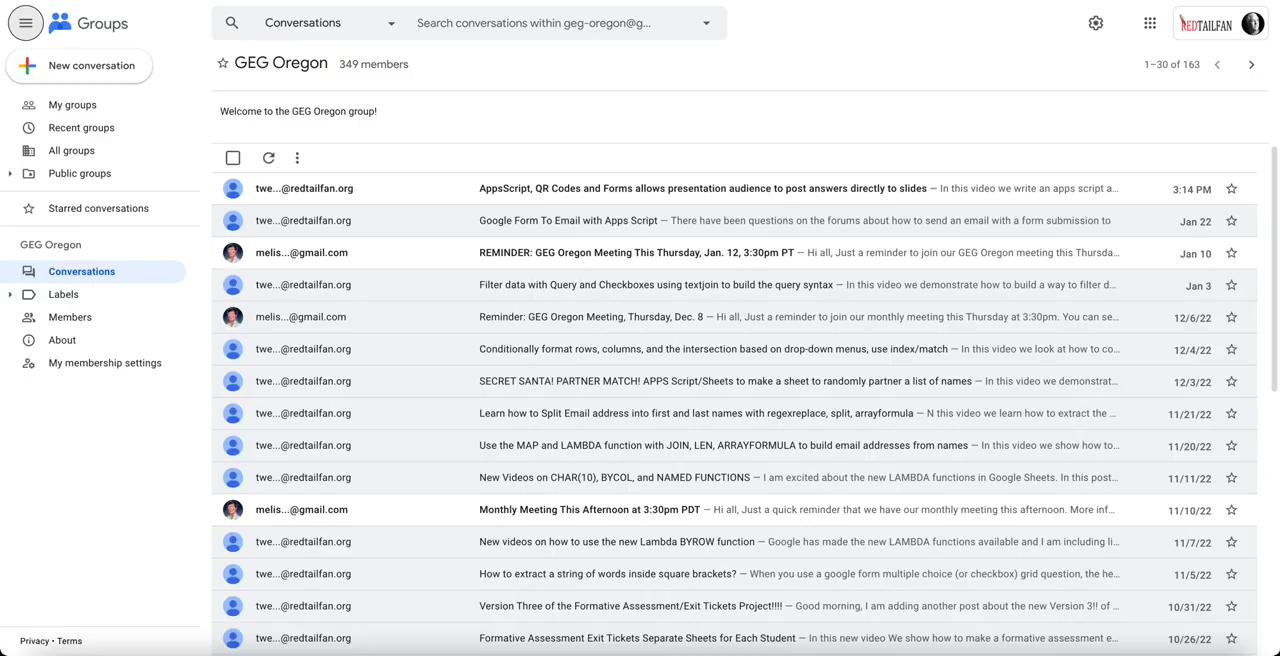 Groups
Conversations
Search conversations within geg-oregon@g...
REDTAILFAN
New conversation
GEG Oregon 349 members
1–30 of 163
My groups
Recent groups
All groups
Public groups
Starred conversations
GEG Oregon
Conversations
Labels
Members
About
My membership settings
Privacy • Terms
Welcome to the GEG Oregon group!
twe...@redtailfan.org AppsScript, QR Codes and Forms allows presentation audience to post answers directly to slides — In this video we write an apps script a... 3:14 PM
twe...@redtailfan.org Google Form To Email with Apps Script — There have been questions on the forums about how to send an email with a form submission to Jan 22
melis...@gmail.com REMINDER: GEG Oregon Meeting This Thursday, Jan. 12, 3:30pm PT — Hi all, Just a reminder to join our GEG Oregon meeting this Thursda... Jan 10
twe...@redtailfan.org Filter data with Query and Checkboxes using textjoin to build the query syntax — In this video we demonstrate how to build a way to filter d... Jan 3
melis...@gmail.com Reminder: GEG Oregon Meeting, Thursday, Dec. 8 — Hi all, Just a reminder to join our monthly meeting this Thursday at 3:30pm. You can se... 12/6/22
twe...@redtailfan.org Conditionally format rows, columns, and the intersection based on drop-down menus, use index/match — In this video we look at how to co... 12/4/22
twe...@redtailfan.org SECRET SANTA! PARTNER MATCH! APPS Script/Sheets to make a sheet to randomly partner a list of names — In this video we demonstrat... 12/3/22
twe...@redtailfan.org Learn how to Split Email address into first and last names with regexreplace, split, arrayformula — N this video we learn how to extract the ... 11/21/22
twe...@redtailfan.org Use the MAP and LAMBDA function with JOIN, LEN, ARRAYFORMULA to build email addresses from names — In this video we show how to... 11/20/22
twe...@redtailfan.org New Videos on CHAR(10), BYCOL, and NAMED FUNCTIONS — I am excited about the new LAMBDA functions in Google Sheets. In this post... 11/11/22
melis...@gmail.com Monthly Meeting This Afternoon at 3:30pm PDT — Hi all, Just a quick reminder that we have our monthly meeting this afternoon. More inf... 11/10/22
twe...@redtailfan.org New videos on how to use the new Lambda BYROW function — Google has made the new LAMBDA functions available and I am including li... 11/7/22
twe...@redtailfan.org How to extract a string of words inside square brackets? — When you use a google form multiple choice (or checkbox) grid question, the he... 11/5/22
twe...@redtailfan.org Version Three of the Formative Assessment/Exit Tickets Project!!!! — Good morning, I am adding another post about the new Version 3!! of ... 10/31/22
twe...@redtailfan.org Formative Assessment Exit Tickets Separate Sheets for Each Student — In this new video We show how to make a formative assessment e... 10/26/22